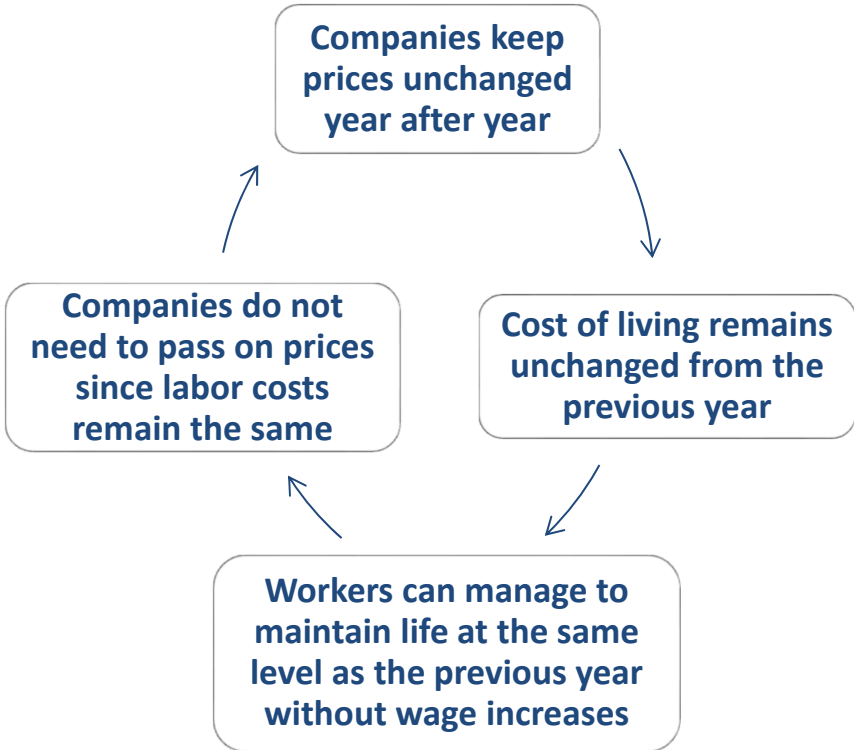 Companies keep
prices unchanged
year after year
Cost of living remains
unchanged from the
previous year
Workers can manage to
maintain life at the same
level as the previous year
without wage increases
Companies do not
need to pass on prices
since labor costs
remain the same